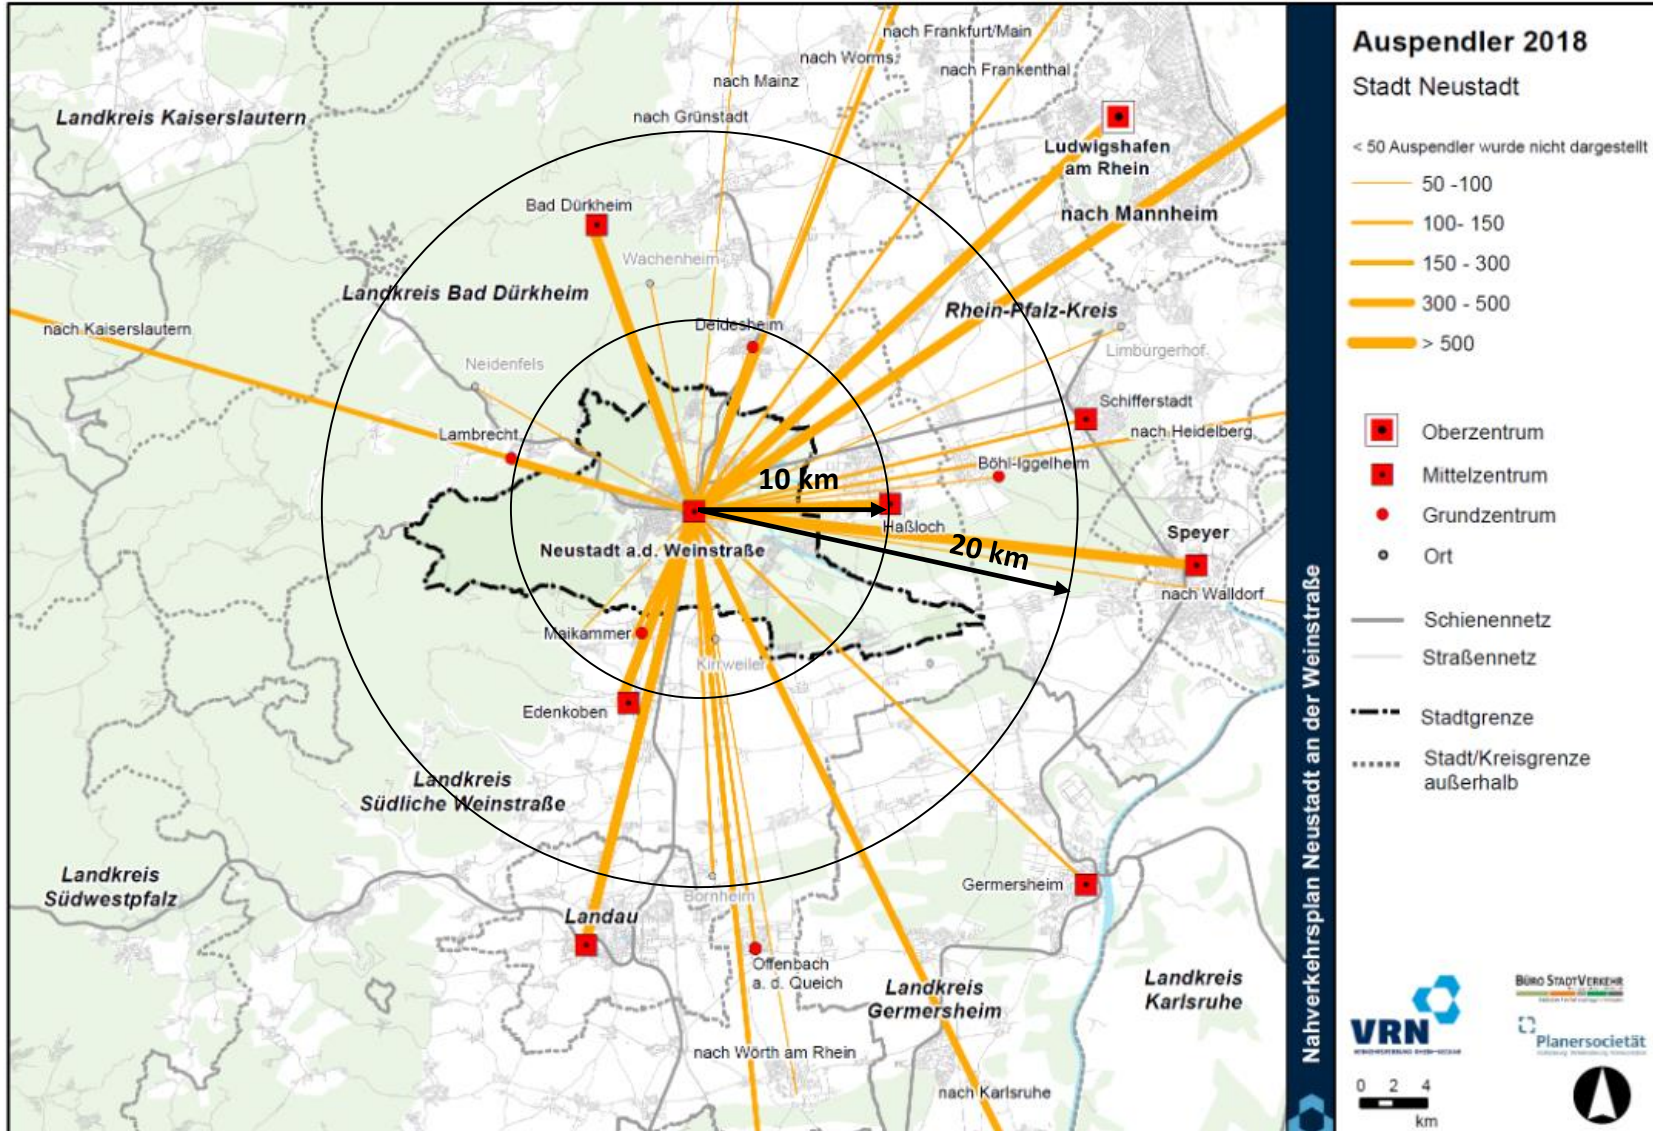 nach Frankfurt/Main
nach Worms
nach Frankenthal
nach Mainz
nach Grünstadt
Landkreis Kaiserslautern
Ludwigshafen
am Rhein
nach Mannheim
Bad Dürkheim
Wachenheim
Landkreis Bad Dürkheim
Rhein-Pfalz-Kreis
nach Kaiserslautern
Deidesheim
Limburgerhof
Neidenfels
Schifferstadt
Lambrecht
nach Heidelberg
Böhl-Iggelheim
10 km
Haßloch
Speyer
20 km
Neustadt a.d. Weinstraße
nach Walldorf
Maikammer
Kirrweiler
Edenkoben
Landkreis
Südliche Weinstraße
Landkreis
Südwestpfalz
Germersheim
Bornheim
Landau
Offenbach
a. d. Queich
Landkreis
Germersheim
Landkreis
Karlsruhe
nach Wörth am Rhein
nach Karlsruhe
Nahverkehrsplan Neustadt an der Weinstraße
Auspendler 2018
Stadt Neustadt
< 50 Auspendler wurde nicht dargestellt
50 -100
100- 150
150 - 300
300 - 500
> 500
Oberzentrum
Mittelzentrum
Grundzentrum
Ort
Schienennetz
Straßennetz
Stadtgrenze
Stadt/Kreisgrenze
außerhalb
VRN
BÜRO STADTVERKEHR
Planersocietät
0 2 4
km